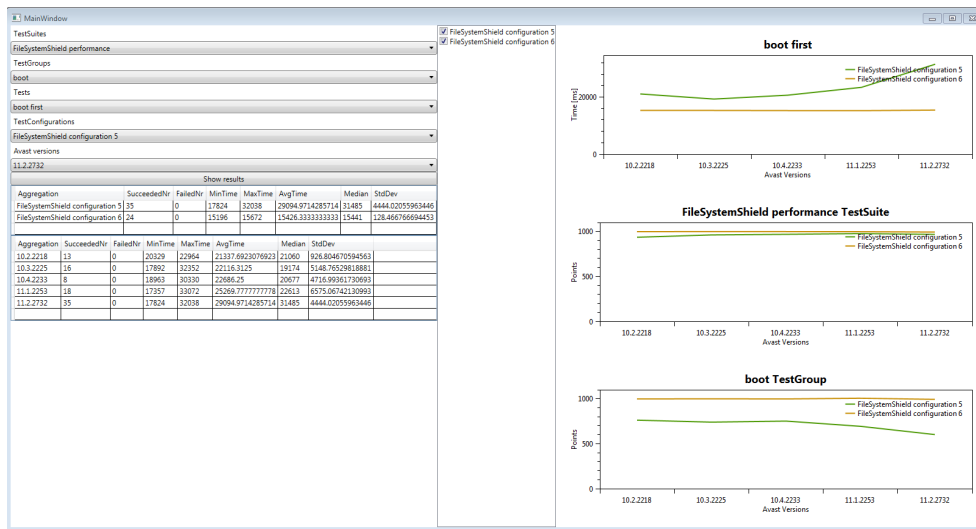 MainWindow
TestSuites
FileSystemShield performance
TestGroups
boot
Tests
boot first
TestConfigurations
FileSystemShield configuration 5
Avast versions
11.2.2732
Show results
Aggregation SucceededNr FailedNr MinTime MaxTime AvgTime Median StdDev
FileSystemShield configuration 5 35 0 17824 32038 29094.9714285714 31485 4444.02055963446
FileSystemShield configuration 6 24 0 15196 15672 15426.3333333333 15441 128.466766694453
Aggregation SucceededNr FailedNr MinTime MaxTime AvgTime Median StdDev
10.2.2218 13 0 20329 22964 21337.6923076923 21060 926.804670594563
10.3.2225 16 0 17892 32352 22116.3125 19174 5148.76529818881
10.4.2233 8 0 18963 30330 22686.25 20677 4716.99361730693
11.1.2253 18 0 17357 33072 25269.7777777778 22613 6575.06742130993
11.2.2732 35 0 17824 32038 29094.9714285714 31485 4444.02055963446
FileSystemShield configuration 5
FileSystemShield configuration 6
boot first
FileSystemShield configuration 5
FileSystemShield configuration 6
Time [ms]
20000
0
10.2.2218 10.3.2225 10.4.2233 11.1.2253 11.2.2732
Avast Versions
FileSystemShield performance TestSuite
FileSystemShield configuration 5
FileSystemShield configuration 6
Points
1000
500
0
10.2.2218 10.3.2225 10.4.2233 11.1.2253 11.2.2732
Avast Versions
boot TestGroup
FileSystemShield configuration 5
FileSystemShield configuration 6
Points
1000
500
0
10.2.2218 10.3.2225 10.4.2233 11.1.2253 11.2.2732
Avast Versions